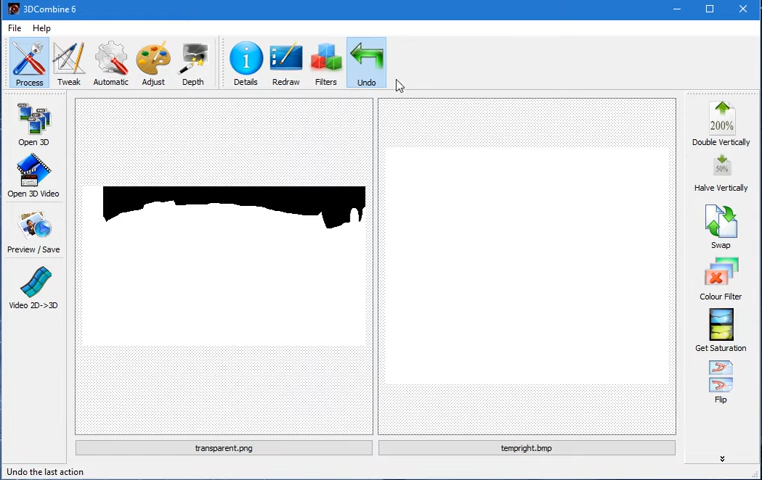 3DCombine 6
File Help
Process Tweak Automatic Adjust Depth Details Redraw Filters Undo
Open 3D
Open 3D Video
Preview / Save
Video 2D->3D
200%
Double Vertically
50%
Halve Vertically
Swap
Colour Filter
Get Saturation
Flip
transparent.png tempright.bmp
Undo the last action